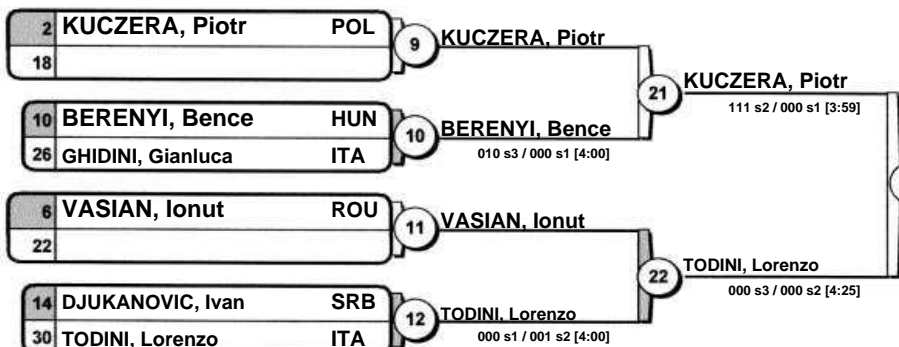 2 KUCZERA, Piotr POL
18
9
KUCZERA, Piotr
10 BERENYI, Bence HUN
26 GHIDINI, Gianluca ITA
10
BERENYI, Bence
010 s3 / 000 s1 [4:00]
21
KUCZERA, Piotr
111 s2 / 000 s1 [3:59]
6 VASIAN, Ionut ROU
22
11
VASIAN, Ionut
14 DJUKANOVIC, Ivan SRB
30 TODINI, Lorenzo ITA
12
TODINI, Lorenzo
000 s1 / 001 s2 [4:00]
22
TODINI, Lorenzo
000 s3 / 000 s2 [4:25]